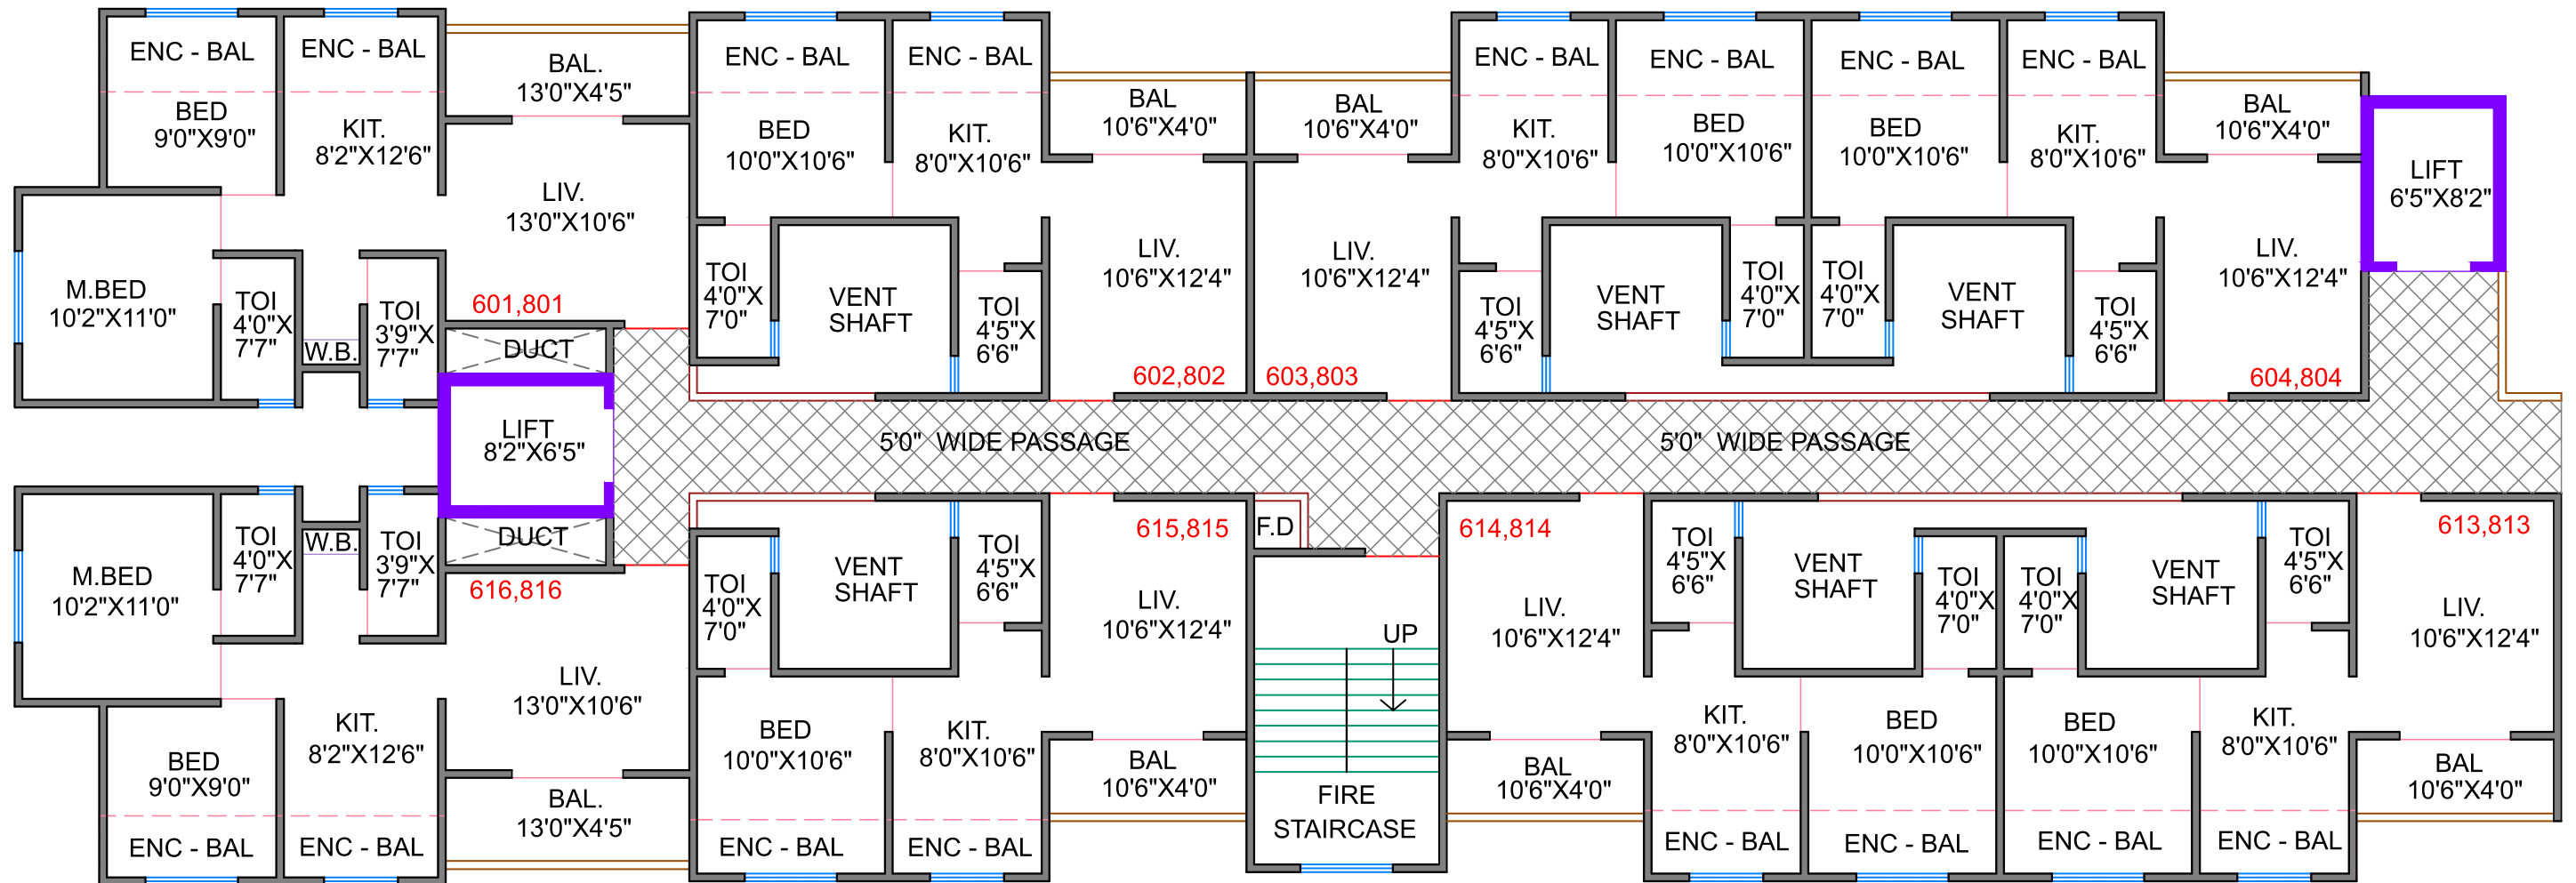 ENC - BAL
BED
9'0"X9'0"
ENC - BAL
KIT.
8'2"X12'6"
BAL.
13'0"X4'5"
LIV.
13'0"X10'6"
M.BED
10'2"X11'0"
TOI
4'0"X
7'7"
W.B.
TOI
3'9"X
7'7"
601,801
DUCT
LIFT
8'2"X6'5"
ENC - BAL
BED
10'0"X10'6"
ENC - BAL
KIT.
8'0"X10'6"
BAL
10'6"X4'0"
TOI
4'0"X
7'0"
VENT
SHAFT
TOI
4'5"X
6'6"
LIV.
10'6"X12'4"
602,802
BAL
10'6"X4'0"
LIV.
10'6"X12'4"
603,803
ENC - BAL
KIT.
8'0"X10'6"
ENC - BAL
BED
10'0"X10'6"
TOI
4'5"X
6'6"
VENT
SHAFT
TOI
4'0"X
7'0"
ENC - BAL
BED
10'0"X10'6"
ENC - BAL
KIT.
8'0"X10'6"
TOI
4'0"X
7'0"
VENT
SHAFT
TOI
4'5"X
6'6"
BAL
10'6"X4'0"
LIV.
10'6"X12'4"
604,804
LIFT
6'5"X8'2"
5'0" WIDE PASSAGE
5'0" WIDE PASSAGE
DUCT
616,816
M.BED
10'2"X11'0"
TOI
4'0"X
7'7"
W.B.
TOI
3'9"X
7'7"
LIV.
13'0"X10'6"
BED
9'0"X9'0"
ENC - BAL
KIT.
8'2"X12'6"
ENC - BAL
BAL.
13'0"X4'5"
TOI
4'0"X
7'0"
VENT
SHAFT
TOI
4'5"X
6'6"
615,815
LIV.
10'6"X12'4"
BED
10'0"X10'6"
ENC - BAL
KIT.
8'0"X10'6"
ENC - BAL
BAL
10'6"X4'0"
F.D
UP
FIRE
STAIRCASE
614,814
LIV.
10'6"X12'4"
BAL
10'6"X4'0"
TOI
4'5"X
6'6"
VENT
SHAFT
TOI
4'0"X
7'0"
KIT.
8'0"X10'6"
ENC - BAL
BED
10'0"X10'6"
ENC - BAL
TOI
4'0"X
7'0"
VENT
SHAFT
TOI
4'5"X
6'6"
613,813
LIV.
10'6"X12'4"
BED
10'0"X10'6"
ENC - BAL
KIT.
8'0"X10'6"
ENC - BAL
BAL
10'6"X4'0"